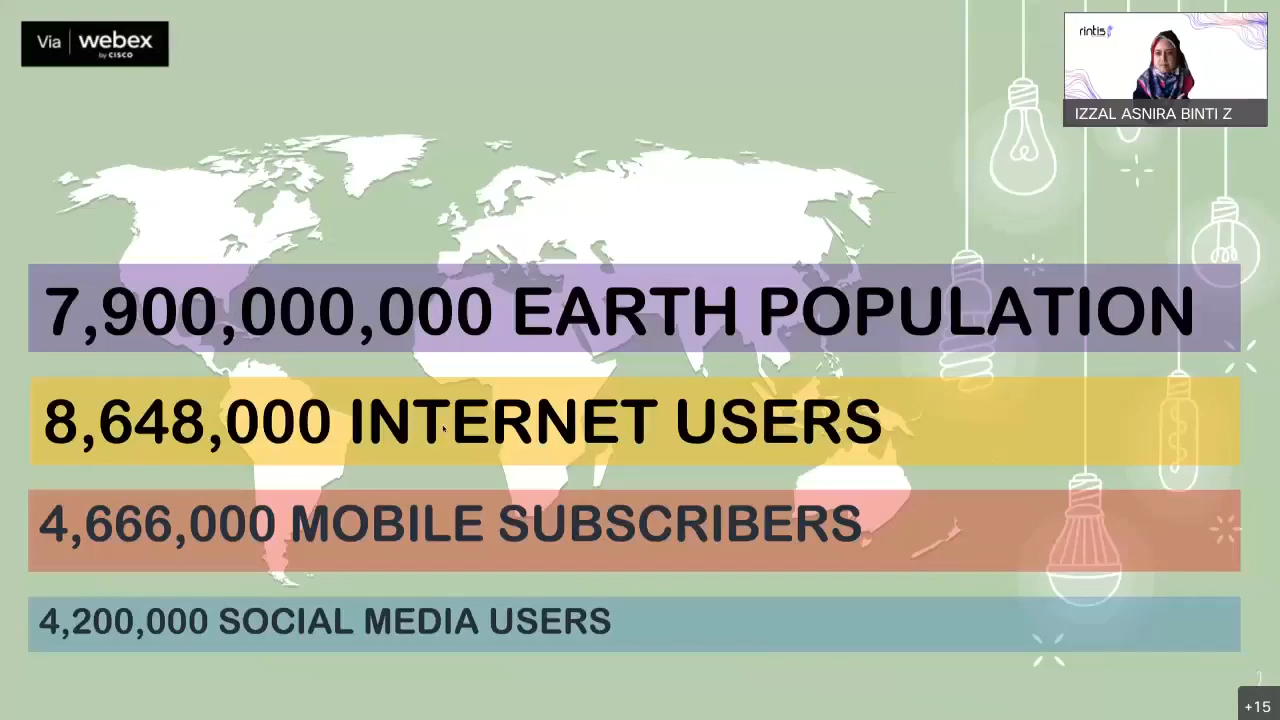 Via webex
by CISCO
rintis
IZZAL ASNIRA BINTI Z
7,900,000,000 EARTH POPULATION
8,648,000 INTERNET USERS
4,666,000 MOBILE SUBSCRIBERS
4,200,000 SOCIAL MEDIA USERS
2
+15